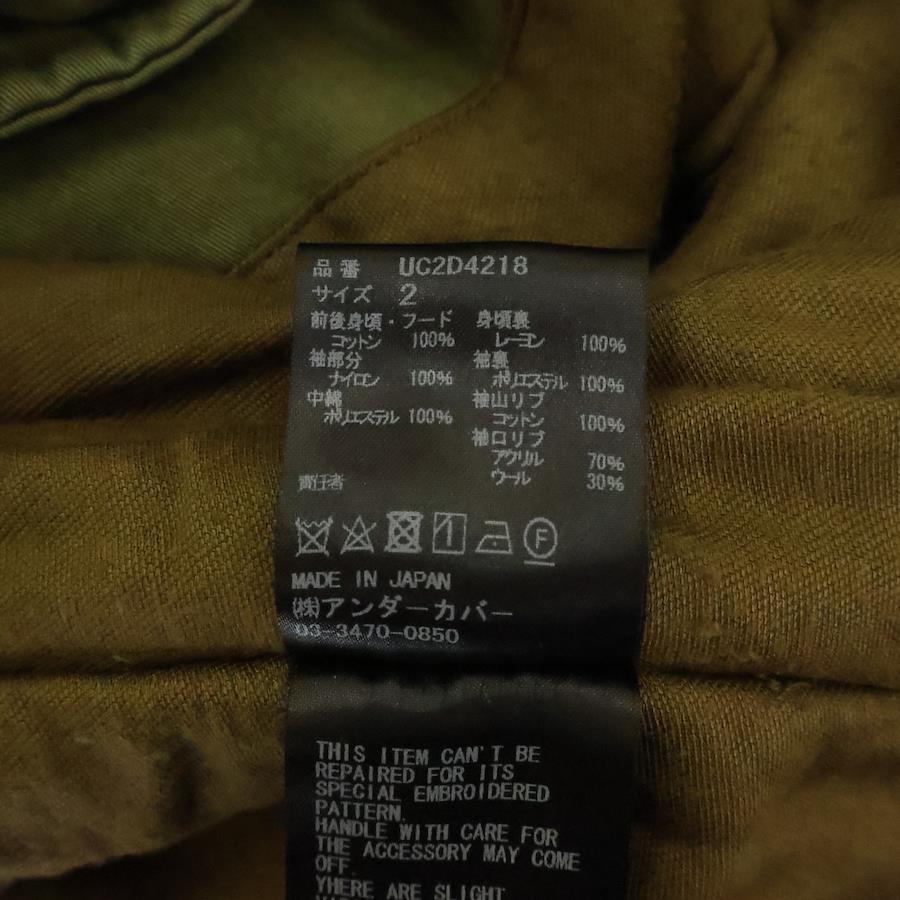 品番 UC2D4218
サイズ 2
前後身頃・フード
コットン 100%
袖部分
ナイロン 100%
中綿
ポリエステル 100%
身頃裏
レーヨン 100%
袖裏
ポリエステル 100%
袖山リブ
コットン 100%
袖口リブ
アクリル 70%
ウール 30%
責任者
1 F
MADE IN JAPAN
(株)アンダーカバー
03-3470-0850
THIS ITEM CAN'T BE
REPAIRED FOR ITS
SPECIAL EMBROIDERED
PATTERN.
HANDLE WITH CARE FOR
THE ACCESSORY MAY COME
OFF.
YHERE ARE SLIGHT